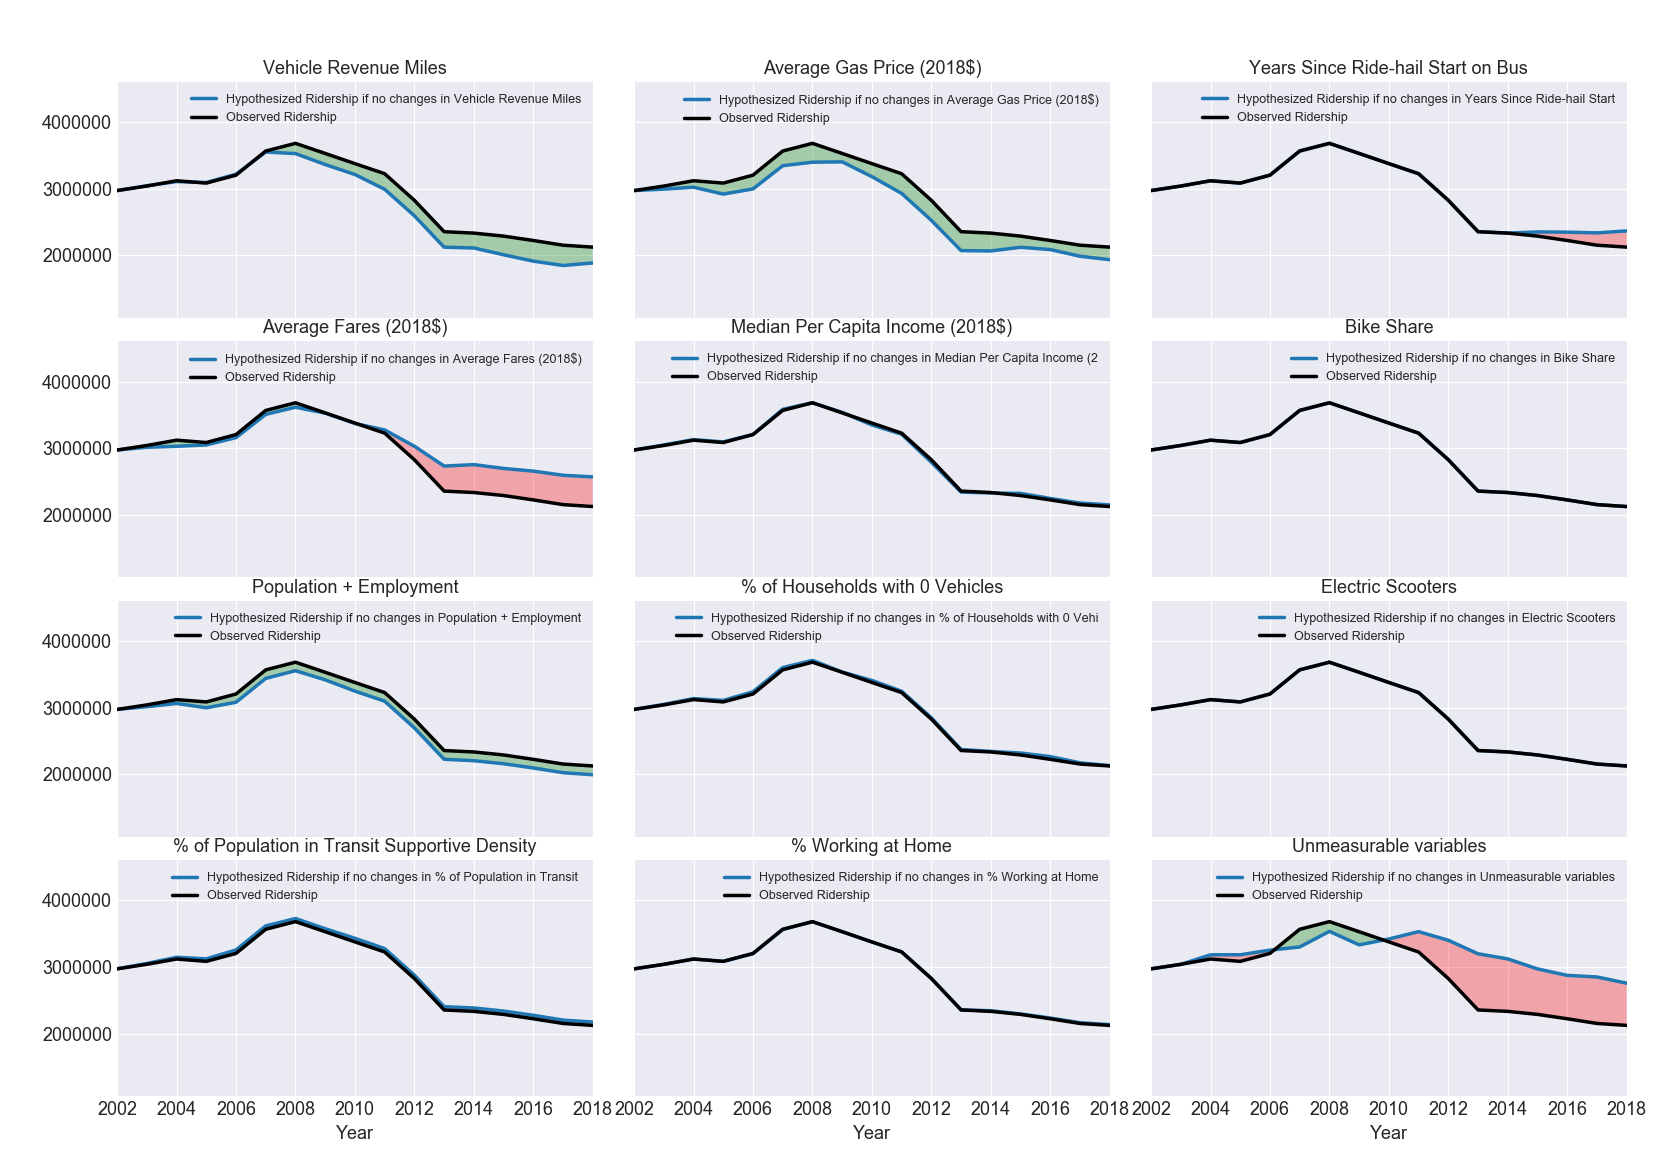 Vehicle Revenue Miles
Hypothesized Ridership if no changes in Vehicle Revenue Miles
Observed Ridership
4000000
3000000
2000000
Average Gas Price (2018$)
Hypothesized Ridership if no changes in Average Gas Price (2018$)
Observed Ridership
Years Since Ride-hail Start on Bus
Hypothesized Ridership if no changes in Years Since Ride-hail Start
Observed Ridership
Average Fares (2018$)
Hypothesized Ridership if no changes in Average Fares (2018$)
Observed Ridership
4000000
3000000
2000000
Median Per Capita Income (2018$)
Hypothesized Ridership if no changes in Median Per Capita Income (2
Observed Ridership
Bike Share
Hypothesized Ridership if no changes in Bike Share
Observed Ridership
Population + Employment
Hypothesized Ridership if no changes in Population + Employment
Observed Ridership
4000000
3000000
2000000
% of Households with 0 Vehicles
Hypothesized Ridership if no changes in % of Households with 0 Vehi
Observed Ridership
Electric Scooters
Hypothesized Ridership if no changes in Electric Scooters
Observed Ridership
% of Population in Transit Supportive Density
Hypothesized Ridership if no changes in % of Population in Transit
Observed Ridership
4000000
3000000
2000000
2002 2004 2006 2008 2010 2012 2014 2016 2018
Year
% Working at Home
Hypothesized Ridership if no changes in % Working at Home
Observed Ridership
2002 2004 2006 2008 2010 2012 2014 2016 2018
Year
Unmeasurable variables
Hypothesized Ridership if no changes in Unmeasurable variables
Observed Ridership
2002 2004 2006 2008 2010 2012 2014 2016 2018
Year